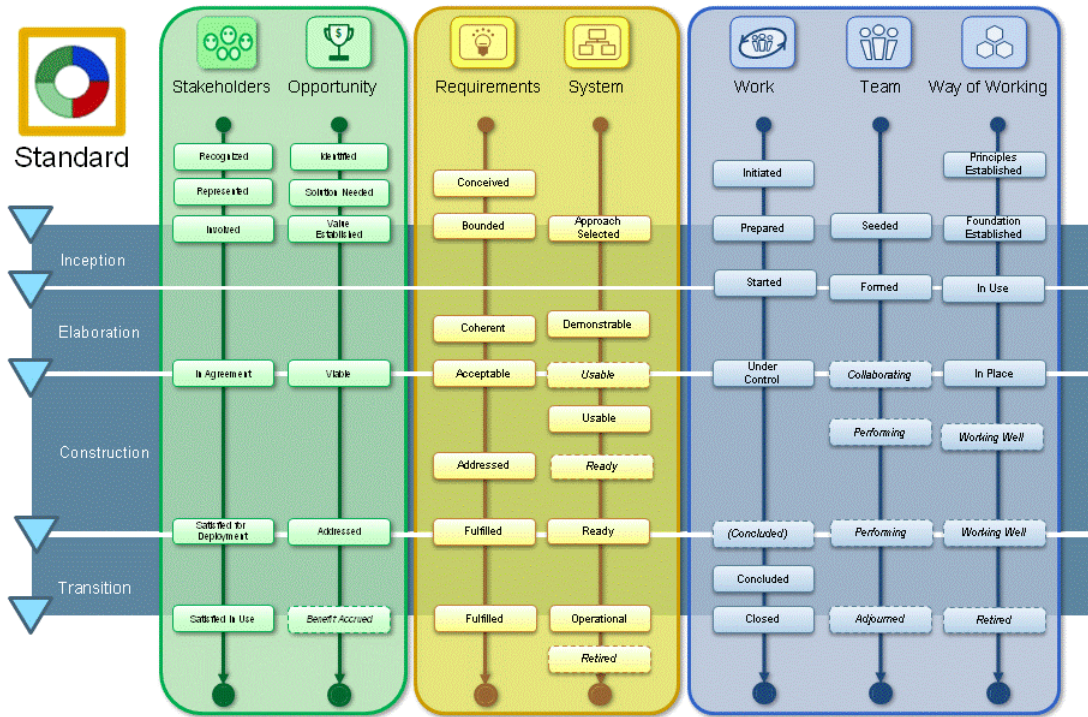 Standard
Stakeholders
Opportunity
Requirements
System
Work
Team
Way of Working
$
Recognized
Identified
Principles
Established
Initiated
Conceived
Represented
Solution Needed
Involved
Value
Established
Bounded
Approach
Selected
Prepared
Seeded
Foundation
Established
Inception
Started
Formed
In Use
Elaboration
Coherent
Demonstrable
In Agreement
Viable
Acceptable
Usable
Under
Control
Collaborating
In Place
Usable
Performing
Working Well
Construction
Addressed
Ready
Satisfied for
Deployment
Addressed
Fulfilled
Ready
(Concluded)
Performing
Working Well
Transition
Concluded
Satisfied In Use
Benefit Accrued
Fulfilled
Operational
Closed
Adjourned
Retired
Retired